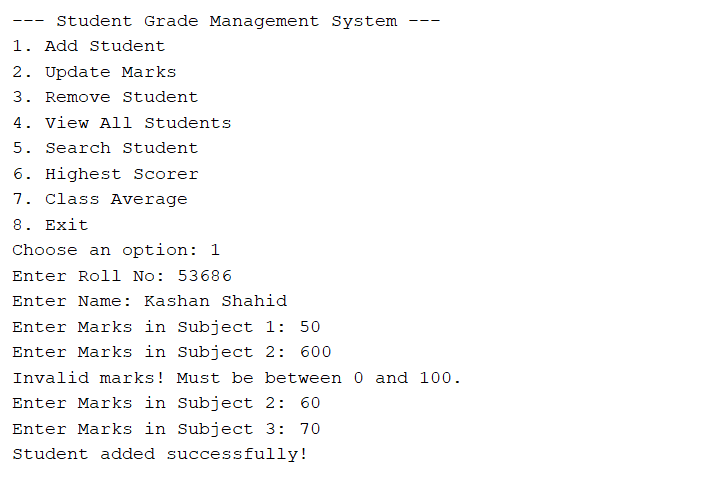 --- Student Grade Management System ---
1. Add Student
2. Update Marks
3. Remove Student
4. View All Students
5. Search Student
6. Highest Scorer
7. Class Average
8. Exit
Choose an option: 1
Enter Roll No: 53686
Enter Name: Kashan Shahid
Enter Marks in Subject 1: 50
Enter Marks in Subject 2: 600
Invalid marks! Must be between 0 and 100.
Enter Marks in Subject 2: 60
Enter Marks in Subject 3: 70
Student added successfully!